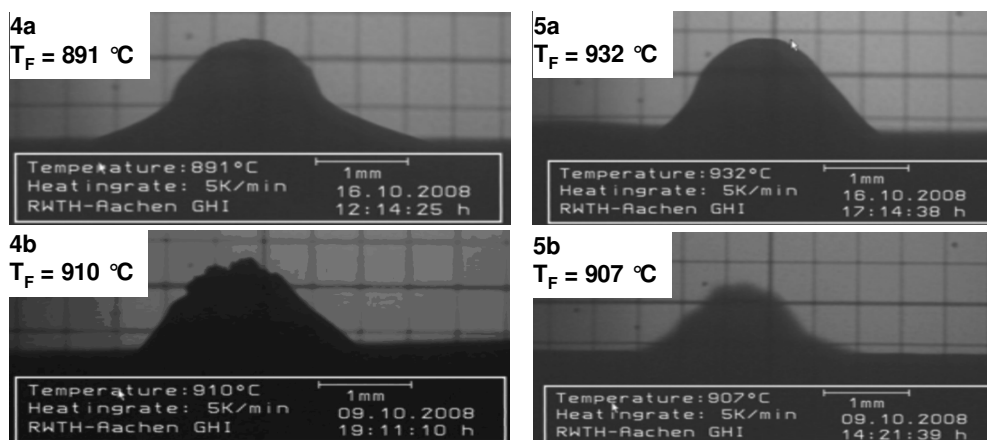 4a
T_F = 891 °C
Temperature:891°C
1mm
Heatingrate: 5K/min
16.10.2008
RWTH-Aachen GHI
12:14:25 h
5a
T_F = 932 °C
Temperature:932°C
1mm
Heatingrate: 5K/min
16.10.2008
RWTH-Aachen GHI
17:14:38 h
4b
T_F = 910 °C
Temperature:910°C
1mm
Heatingrate: 5K/min
09.10.2008
RWTH-Aachen GHI
19:11:10 h
5b
T_F = 907 °C
Temperature:907°C
1mm
Heatingrate: 5K/min
09.10.2008
RWTH-Aachen GHI
14:21:39 h